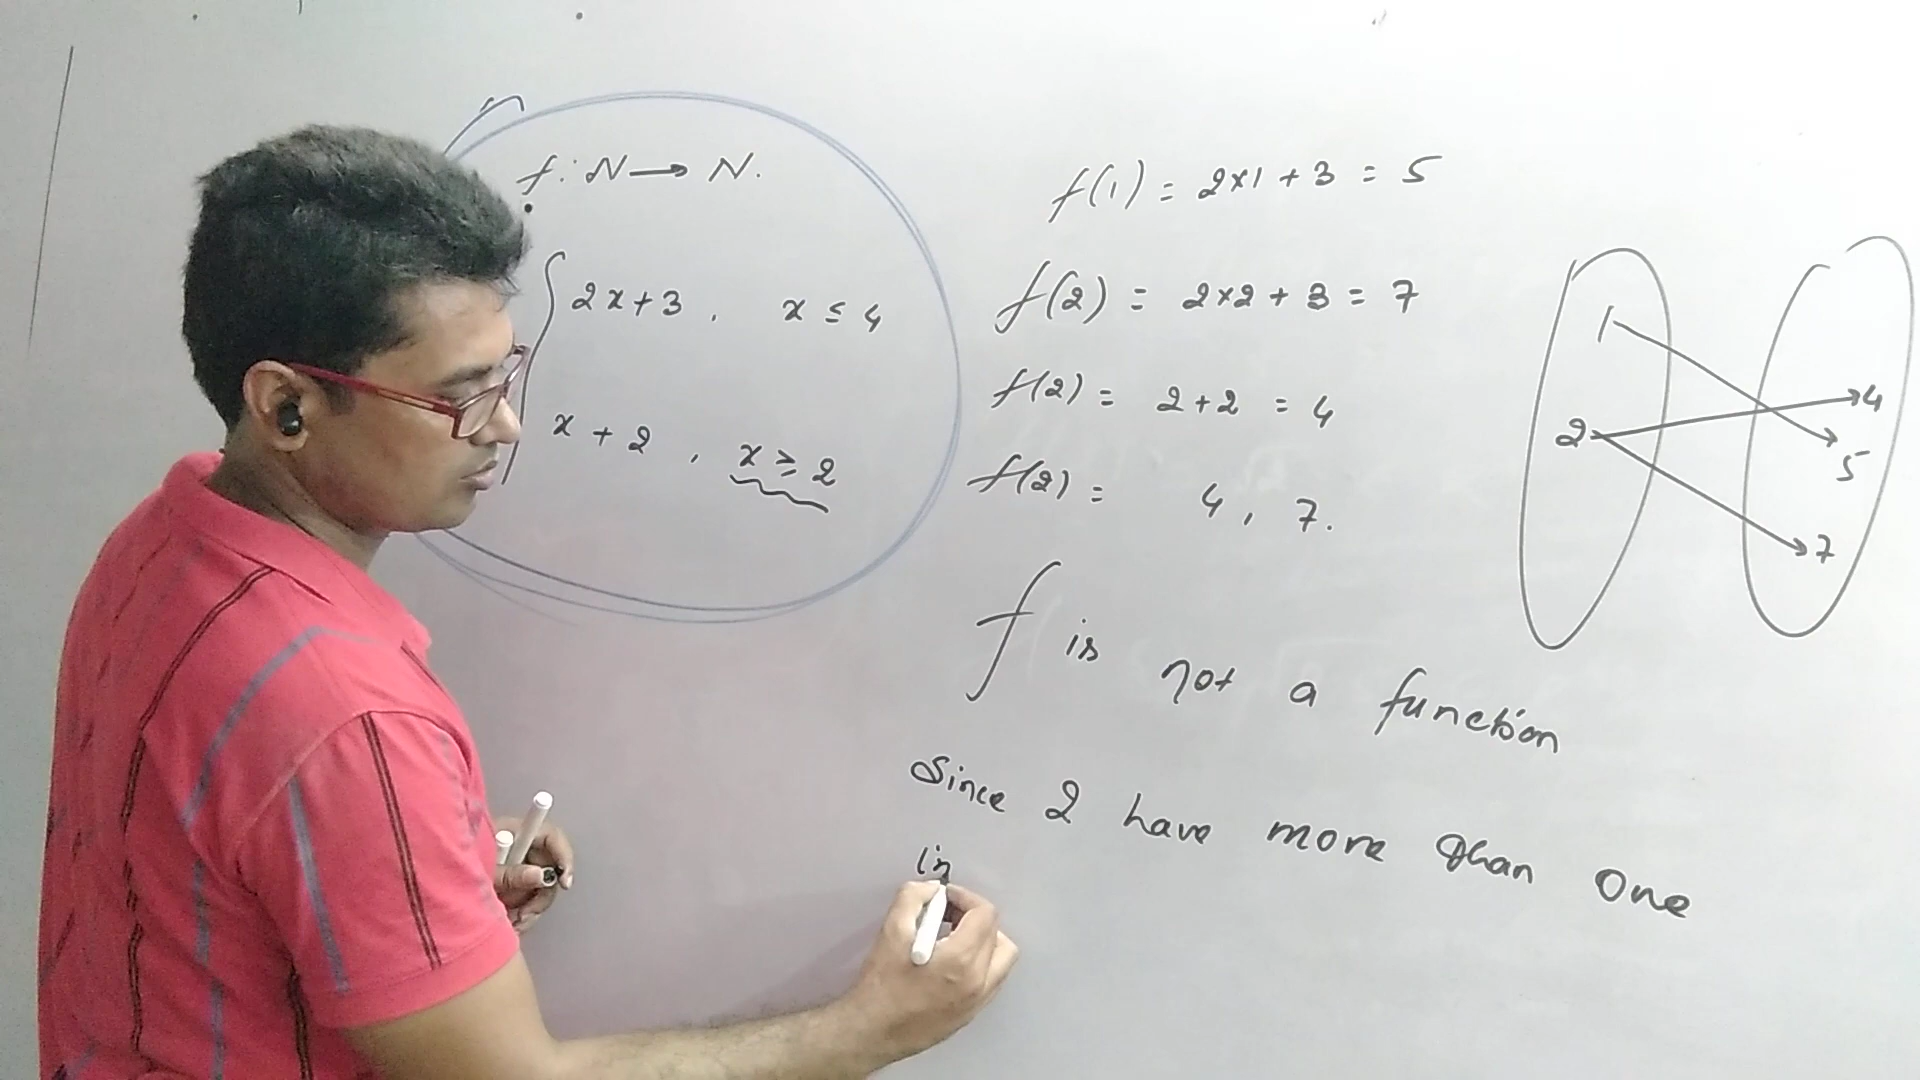 f: N → N.
2x+3, x ≤ 4
x + 2, x ≥ 2
f(1) = 2×1 + 3 = 5
f(2) = 2×2 + 3 = 7
f(2) = 2+2 = 4
f(2) = 4, 7.
1
2
4
5
7
f is not a function
Since 2 have more than one